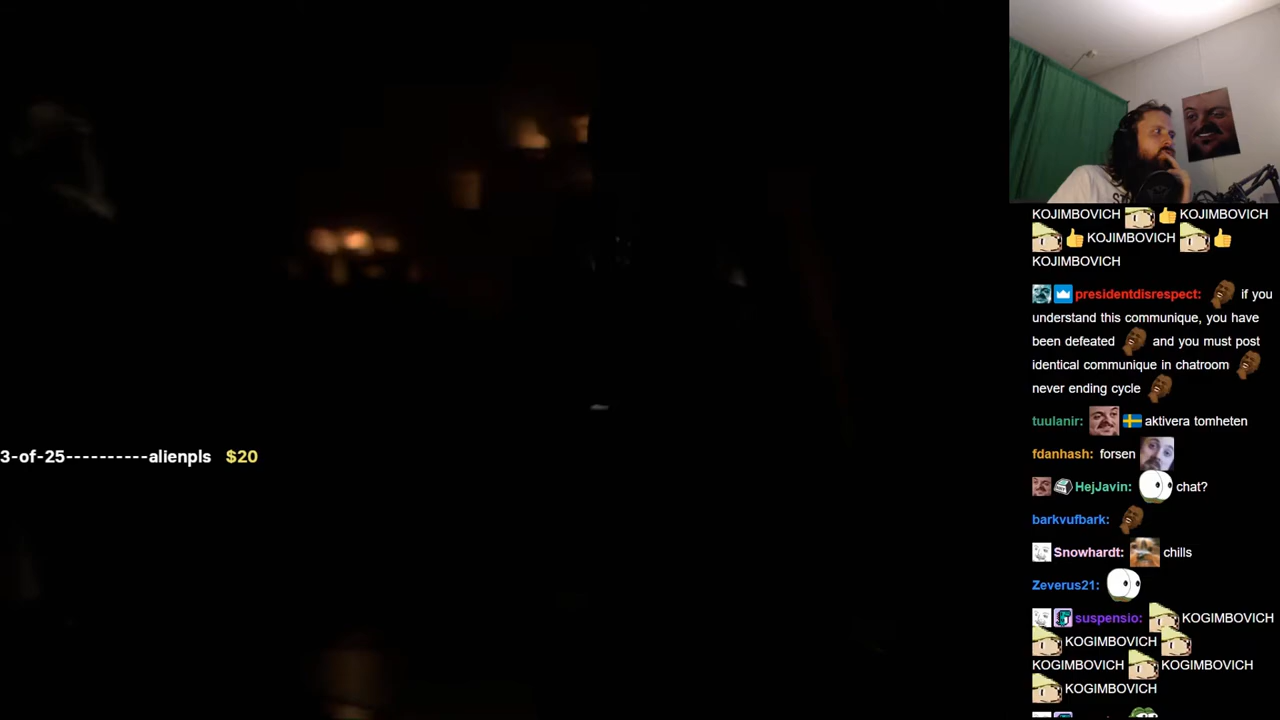 3-of-25----------alienpls $20
KOJIMBOVICH KOJIMBOVICH
KOJIMBOVICH
KOJIMBOVICH
presidentdisrespect: if you
understand this communique, you have
been defeated and you must post
identical communique in chatroom
never ending cycle
tuulanir: aktivera tomheten
fdanhash: forsen
HejJavin: chat?
barkvufbark:
Snowhardt: chills
Zeverus21:
suspensio: KOGIMBOVICH
KOGIMBOVICH
KOGIMBOVICH KOGIMBOVICH
KOGIMBOVICH